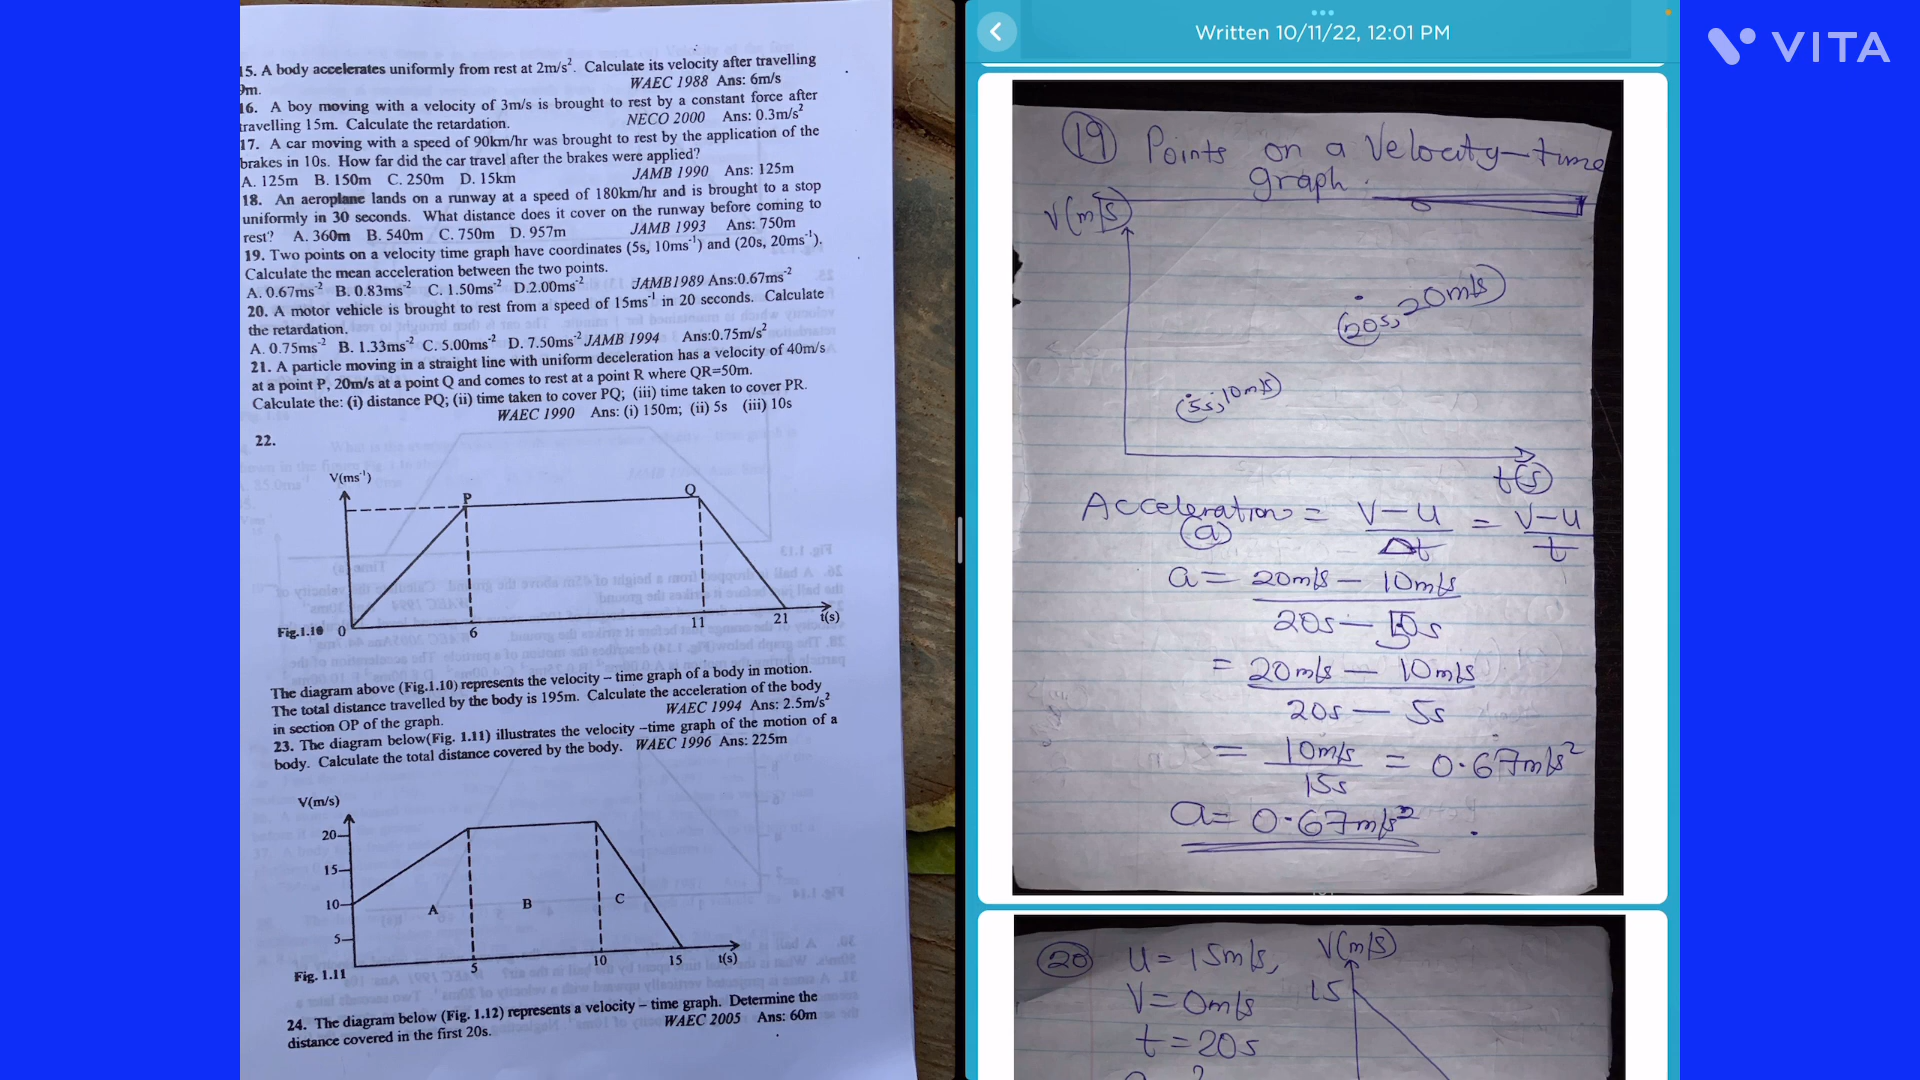 15. A body accelerates uniformly from rest at 2m/s². Calculate its velocity after travelling
9m. WAEC 1988 Ans: 6m/s
16. A boy moving with a velocity of 3m/s is brought to rest by a constant force after
travelling 15m. Calculate the retardation. NECO 2000 Ans: 0.3m/s²
17. A car moving with a speed of 90km/hr was brought to rest by the application of the
brakes in 10s. How far did the car travel after the brakes were applied?
A. 125m B. 150m C. 250m D. 15km JAMB 1990 Ans: 125m
18. An aeroplane lands on a runway at a speed of 180km/hr and is brought to a stop
uniformly in 30 seconds. What distance does it cover on the runway before coming to
rest? A. 360m B. 540m C. 750m D. 957m JAMB 1993 Ans: 750m
19. Two points on a velocity time graph have coordinates (5s, 10ms⁻¹) and (20s, 20ms⁻¹).
Calculate the mean acceleration between the two points.
A. 0.67ms⁻² B. 0.83ms⁻² C. 1.50ms⁻² D.2.00ms⁻² JAMB1989 Ans:0.67ms⁻²
20. A motor vehicle is brought to rest from a speed of 15ms⁻¹ in 20 seconds. Calculate
the retardation.
A. 0.75ms⁻² B. 1.33ms⁻² C. 5.00ms⁻² D. 7.50ms⁻² JAMB 1994 Ans:0.75m/s²
21. A particle moving in a straight line with uniform deceleration has a velocity of 40m/s
at a point P, 20m/s at a point Q and comes to rest at a point R where QR=50m.
Calculate the: (i) distance PQ; (ii) time taken to cover PQ; (iii) time taken to cover PR.
WAEC 1990 Ans: (i) 150m; (ii) 5s (iii) 10s
22.
V(ms⁻¹)
P Q
Fig.1.10 0 6 11 21 t(s)
The diagram above (Fig.1.10) represents the velocity – time graph of a body in motion.
The total distance travelled by the body is 195m. Calculate the acceleration of the body
in section OP of the graph. WAEC 1994 Ans: 2.5m/s²
23. The diagram below(Fig. 1.11) illustrates the velocity –time graph of the motion of a
body. Calculate the total distance covered by the body. WAEC 1996 Ans: 225m
V(m/s)
20
15
10
A B C
5
Fig. 1.11 5 10 15 t(s)
24. The diagram below (Fig. 1.12) represents a velocity – time graph. Determine the
distance covered in the first 20s. WAEC 2005 Ans: 60m
Written 10/11/22, 12:01 PM
19 Points on a Velocity-time
graph.
V(m/s)
(20s, 20m/s)
(5s, 10m/s)
t(s)
Acceleration = V-U / Δt = V-U / t
(a)
a = 20m/s - 10m/s
20s - 5s
= 20m/s - 10m/s
20s - 5s
= 10m/s / 15s = 0.67m/s²
a = 0.67m/s²
20 U = 15m/s, V(m/s)
V = 0m/s 15
t = 20s
VITA